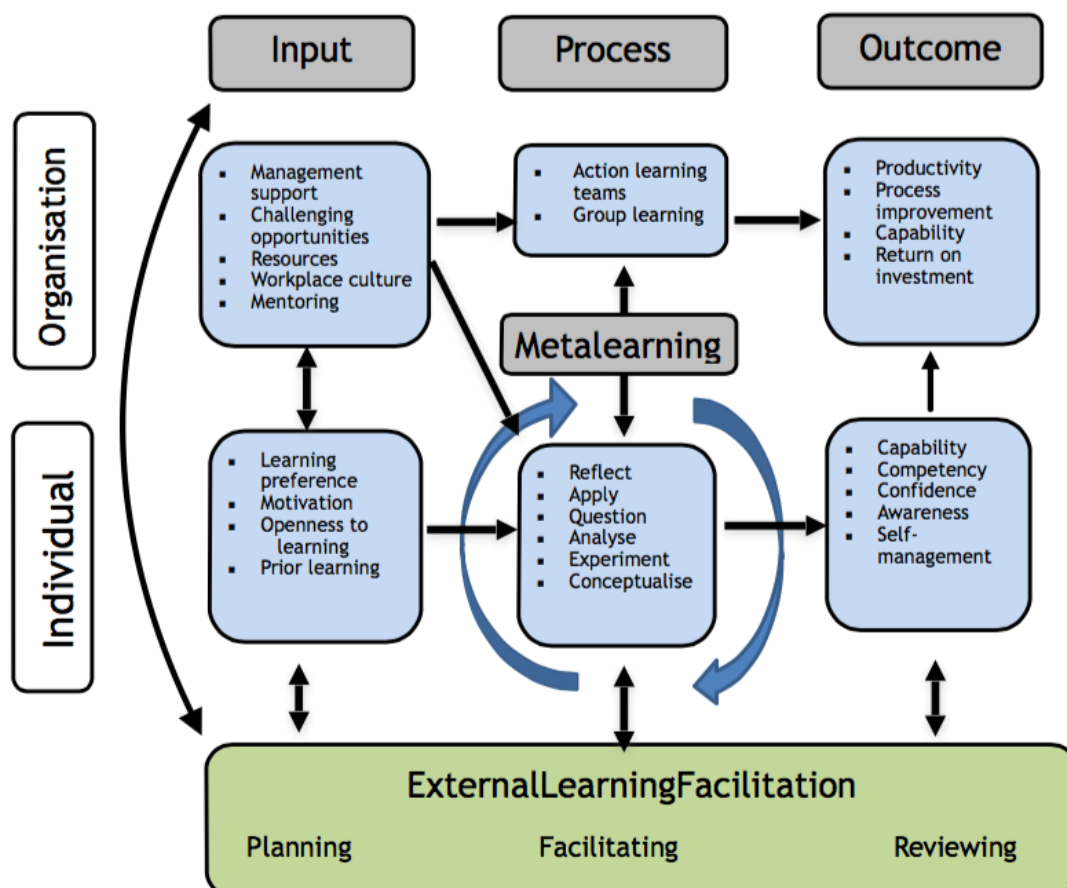 Input
Process
Outcome
Organisation
▪ Management
support
▪ Challenging
opportunities
▪ Resources
▪ Workplace culture
▪ Mentoring
▪ Action learning
teams
▪ Group learning
▪ Productivity
▪ Process
improvement
▪ Capability
▪ Return on
investment
Metalearning
Individual
▪ Learning
preference
▪ Motivation
▪ Openness to
learning
▪ Prior learning
▪ Reflect
▪ Apply
▪ Question
▪ Analyse
▪ Experiment
▪ Conceptualise
▪ Capability
▪ Competency
▪ Confidence
▪ Awareness
▪ Self-
management
ExternalLearningFacilitation
Planning
Facilitating
Reviewing